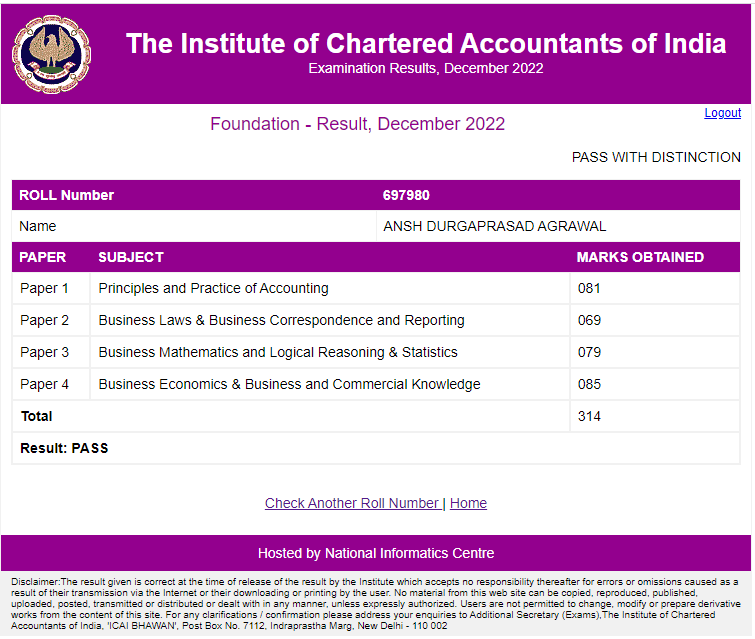 The Institute of Chartered Accountants of India
Examination Results, December 2022
Logout
Foundation - Result, December 2022
PASS WITH DISTINCTION
ROLL Number 697980
Name ANSH DURGAPRASAD AGRAWAL
PAPER SUBJECT MARKS OBTAINED
Paper 1 Principles and Practice of Accounting 081
Paper 2 Business Laws & Business Correspondence and Reporting 069
Paper 3 Business Mathematics and Logical Reasoning & Statistics 079
Paper 4 Business Economics & Business and Commercial Knowledge 085
Total 314
Result: PASS
Check Another Roll Number | Home
Hosted by National Informatics Centre
Disclaimer:The result given is correct at the time of release of the result by the Institute which accepts no responsibility thereafter for errors or omissions caused as a
result of their transmission via the Internet or their downloading or printing by the user. No material from this web site can be copied, reproduced, published,
uploaded, posted, transmitted or distributed or dealt with in any manner, unless expressly authorized. Users are not permitted to change, modify or prepare derivative
works from the content of this site. For any clarifications / confirmation please address your enquiries to Additional Secretary (Exams),The Institute of Chartered
Accountants of India, 'ICAI BHAWAN', Post Box No. 7112, Indraprastha Marg, New Delhi - 110 002